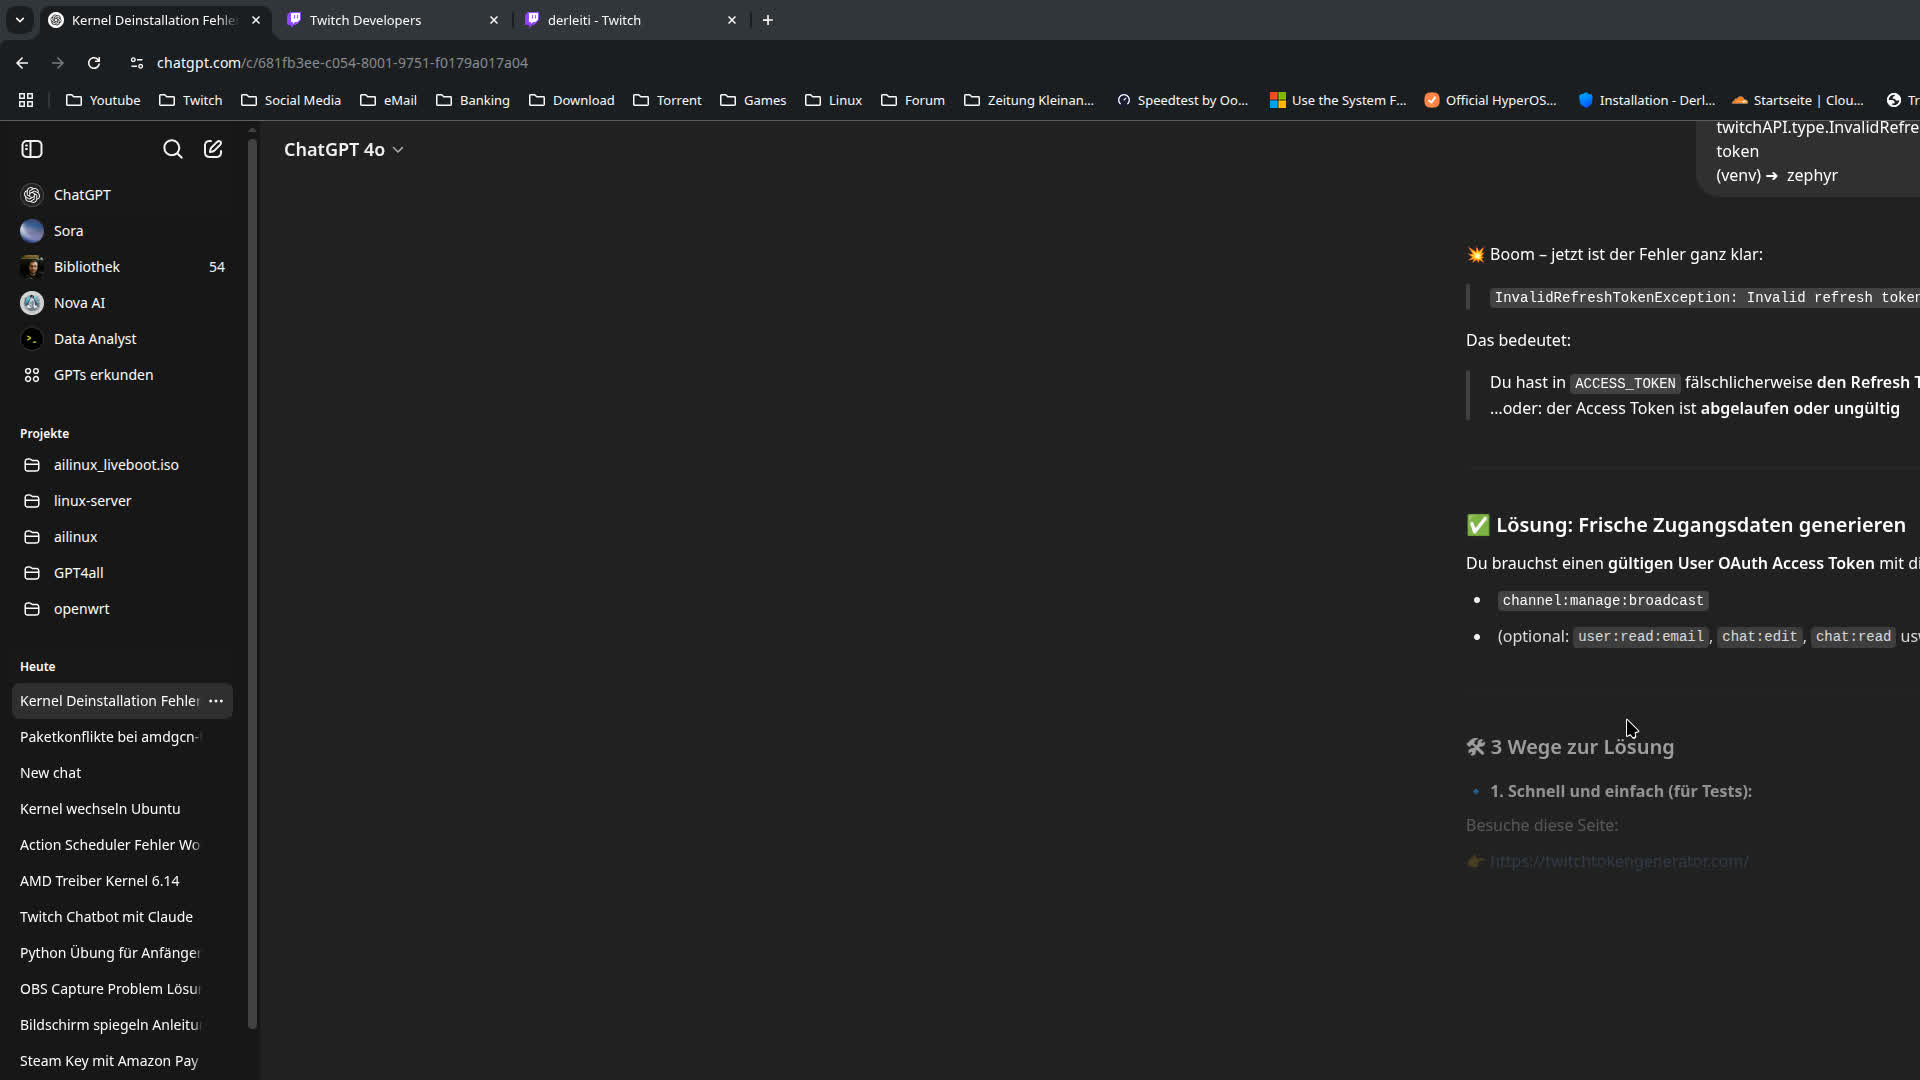 Kernel Deinstallation Fehle
Twitch Developers
derleiti - Twitch
chatgpt.com/c/681fb3ee-c054-8001-9751-f0179a017a04
Youtube
Twitch
Social Media
eMail
Banking
Download
Torrent
Games
Linux
Forum
Zeitung Kleinan...
Speedtest by Oo...
Use the System F...
Official HyperOS...
Installation - Derl...
Startseite | Clou...
Tr
ChatGPT
Sora
Bibliothek 54
Nova AI
Data Analyst
GPTs erkunden
Projekte
ailinux_liveboot.iso
linux-server
ailinux
GPT4all
openwrt
Heute
Kernel Deinstallation Fehler
Paketkonflikte bei amdgcn-
New chat
Kernel wechseln Ubuntu
Action Scheduler Fehler Wo
AMD Treiber Kernel 6.14
Twitch Chatbot mit Claude
Python Übung für Anfänger
OBS Capture Problem Lösu
Bildschirm spiegeln Anleitu
Steam Key mit Amazon Pay
ChatGPT 4o
twitchAPI.type.InvalidRefre
token
(venv) ➜ zephyr
💥 Boom – jetzt ist der Fehler ganz klar:
InvalidRefreshTokenException: Invalid refresh token
Das bedeutet:
Du hast in ACCESS_TOKEN fälschlicherweise den Refresh T
...oder: der Access Token ist abgelaufen oder ungültig
✅ Lösung: Frische Zugangsdaten generieren
Du brauchst einen gültigen User OAuth Access Token mit di
• channel:manage:broadcast
• (optional: user:read:email, chat:edit, chat:read usw
🛠 3 Wege zur Lösung
🔹 1. Schnell und einfach (für Tests):
Besuche diese Seite:
👉 https://twitchtokengenerator.com/